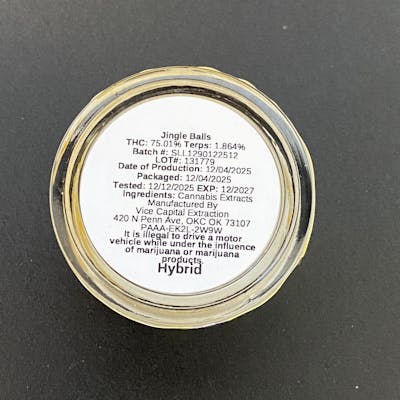 Jingle Balls
THC: 75.01% Terps: 1.864%
Batch #: SLL1290122512
LOT#: 131779
Date of Production: 12/04/2025
Packaged: 12/04/2025
Tested: 12/12/2025 EXP: 12/2027
Ingredients: Cannabis Extracts
Manufactured By
Vice Capital Extraction
420 N Penn Ave, OKC OK 73107
PAAA-EK2L-2W9W
It is illegal to drive a motor
vehicle while under the influence
of marijuana or marijuana
products.
Hybrid